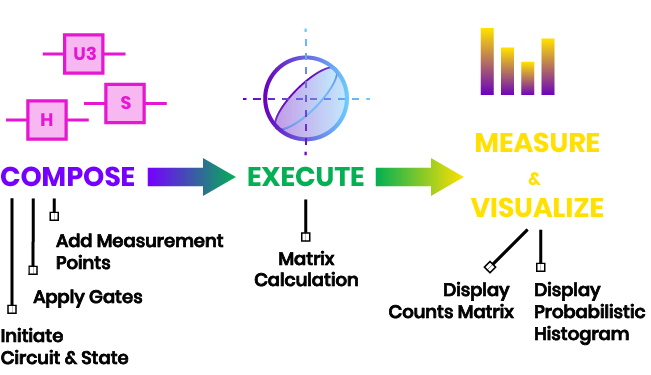 U3
S
H
COMPOSE
EXECUTE
MEASURE
&
VISUALIZE
Add Measurement
Points
Apply Gates
Initiate
Circuit & State
Matrix
Calculation
Display
Counts Matrix
Display
Probabilistic
Histogram